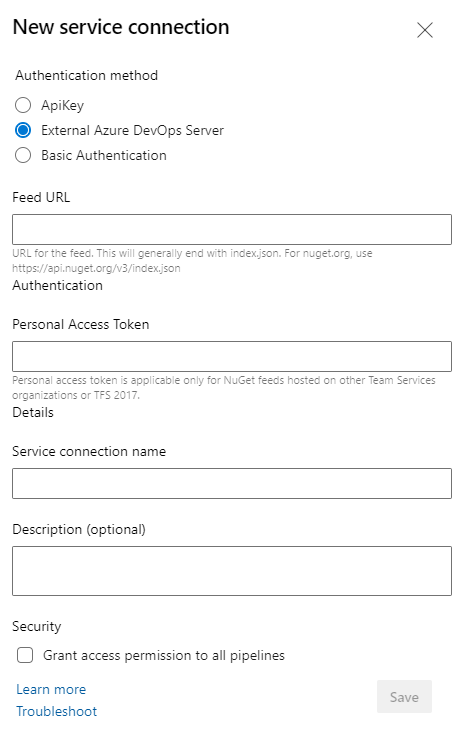 New service connection
Authentication method
ApiKey
External Azure DevOps Server
Basic Authentication
Feed URL
URL for the feed. This will generally end with index.json. For nuget.org, use
https://api.nuget.org/v3/index.json
Authentication
Personal Access Token
Personal access token is applicable only for NuGet feeds hosted on other Team Services
organizations or TFS 2017.
Details
Service connection name
Description (optional)
Security
Grant access permission to all pipelines
Learn more
Save
Troubleshoot